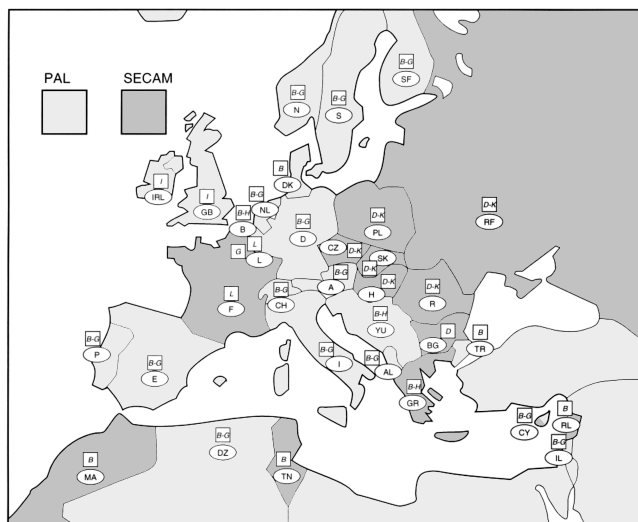 PAL SECAM
B-G
SF
B-G
N
B-G
S
B
DK
I
IRL
I
GB
B-G
NL
B-H
B
B-G
D
D-K
PL
D-K
RF
G L
L
CZ D-K
SK
D-K
B-G
A
D-K
H
D-K
R
L
F
B-G
CH
B-H
YU
D
BG
B
TR
B-G
P
B-G
E
B-G
I
B-G
AL
B-H
GR
B-G
CY
B
RL
B-G
IL
B
MA
B-G
DZ
B
TN